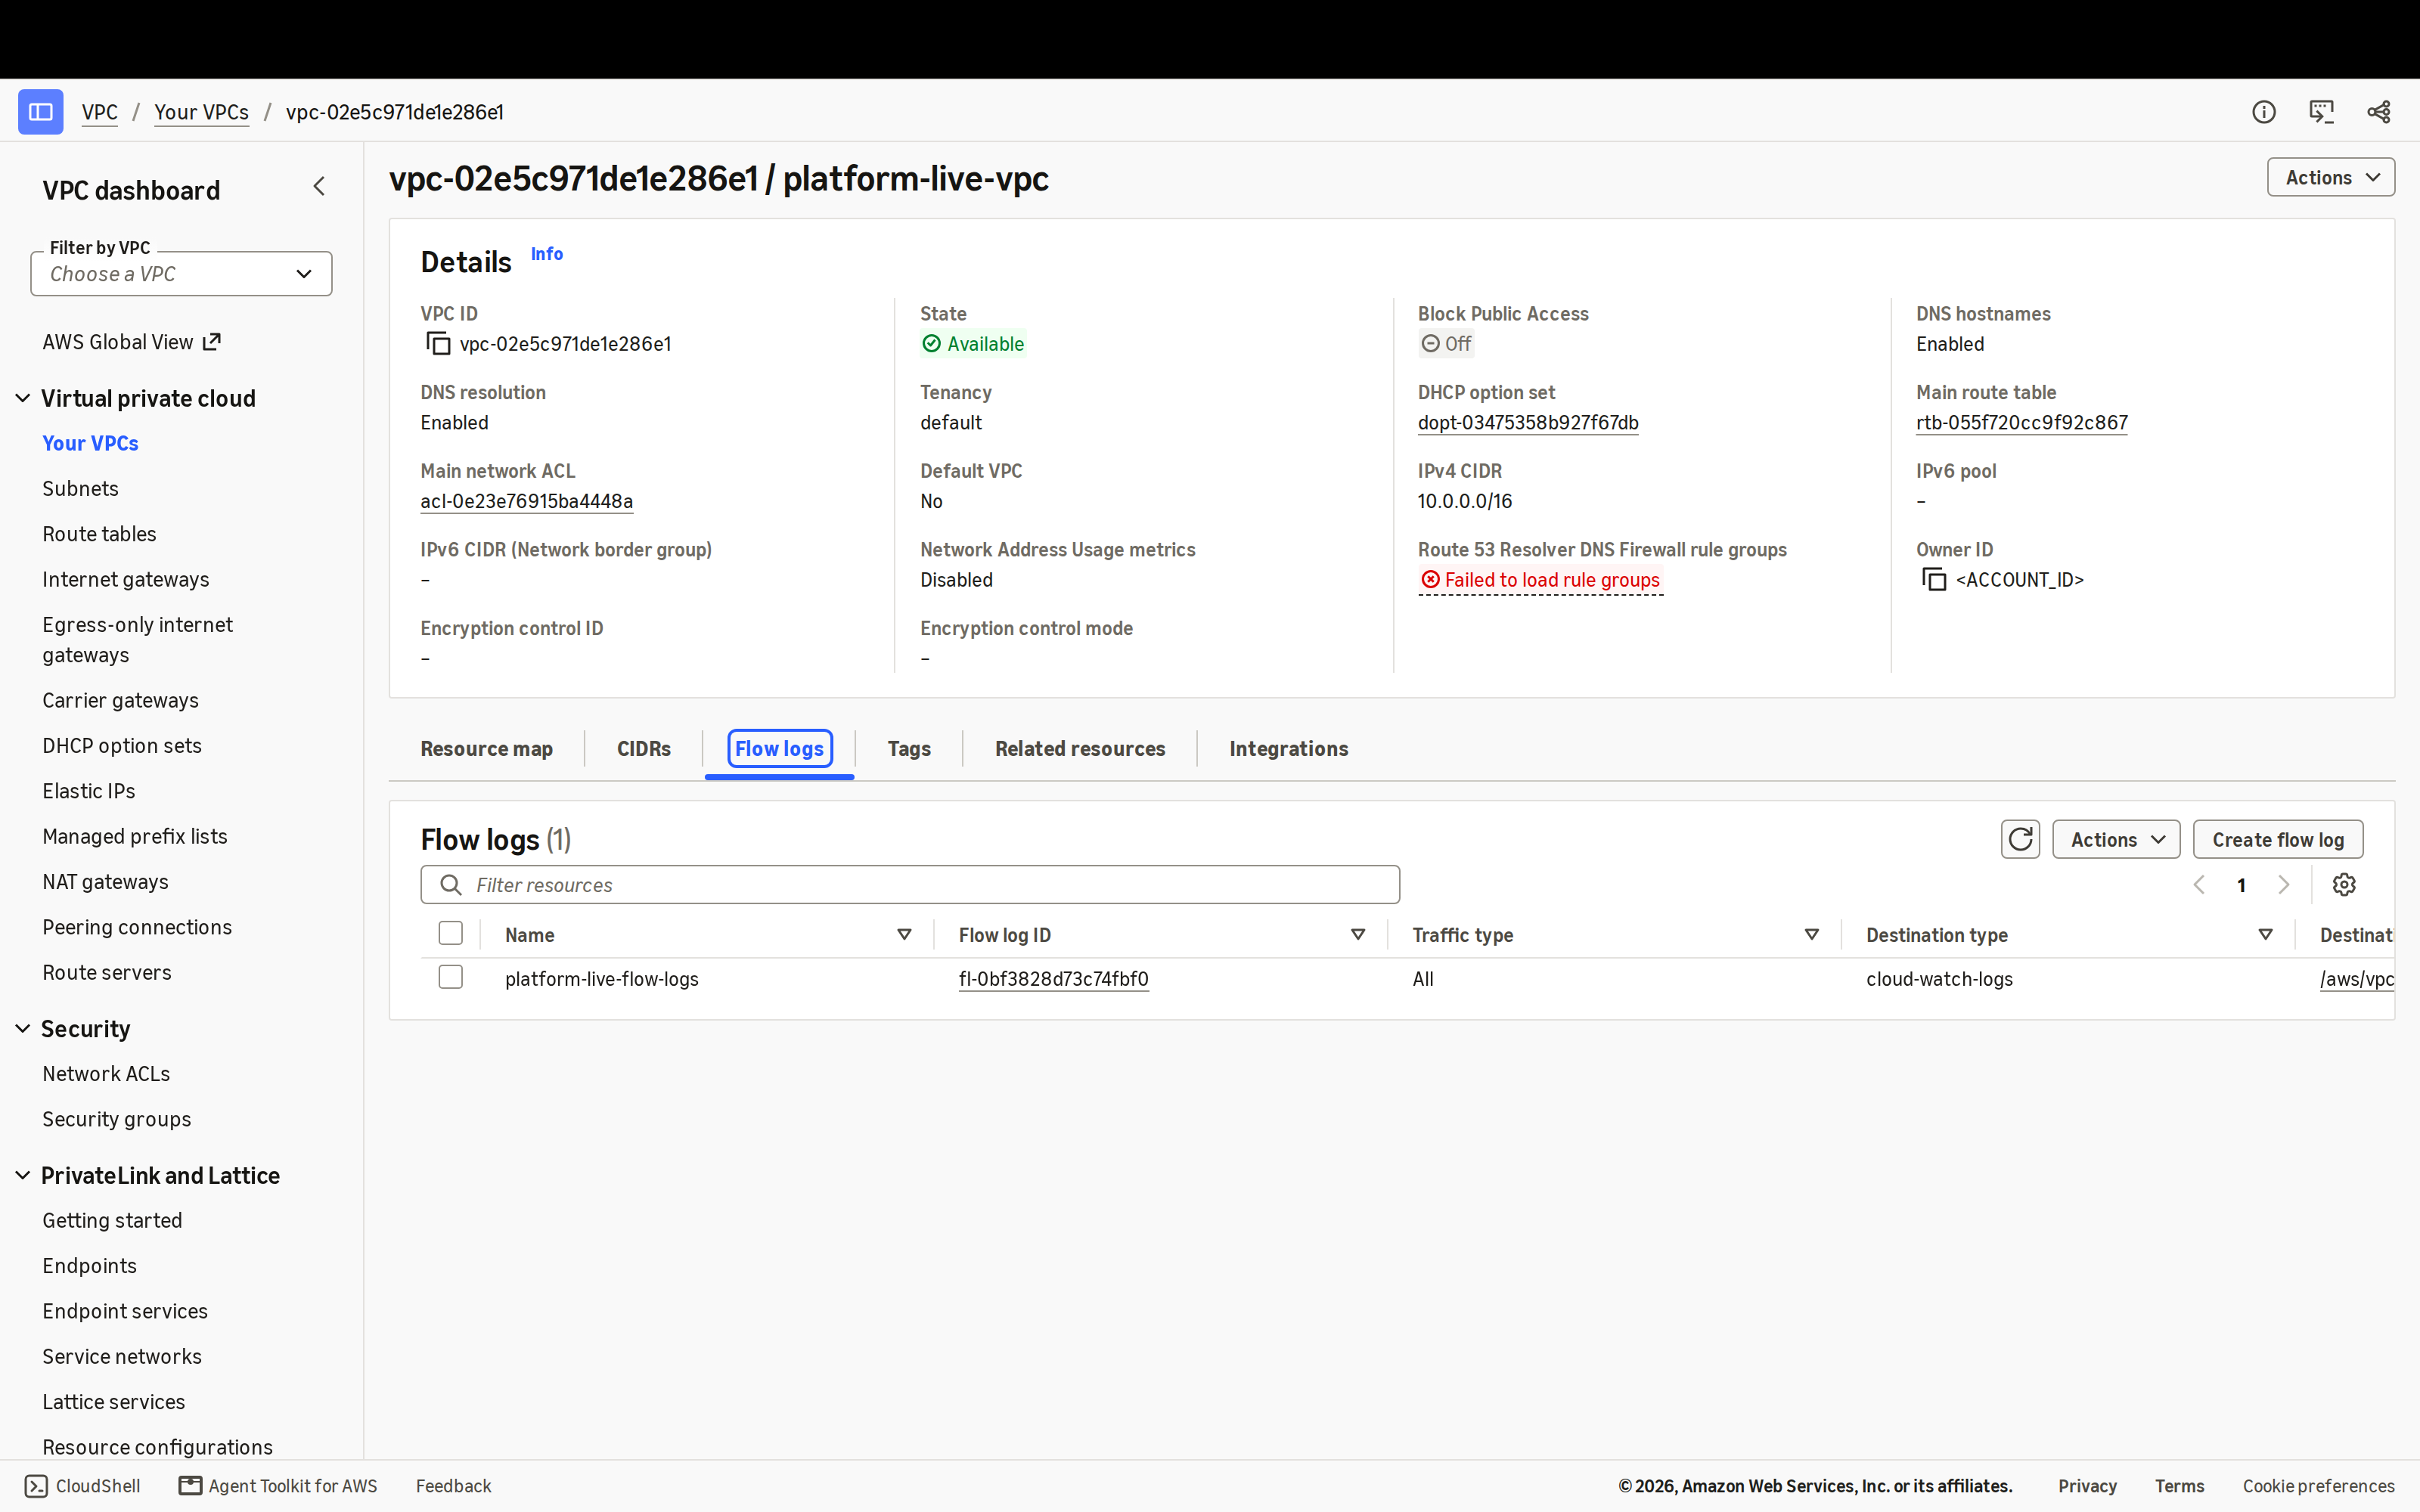 VPC / Your VPCs / vpc-02e5c971de1e286e1
VPC dashboard
Filter by VPC
Choose a VPC
AWS Global View
Virtual private cloud
Your VPCs
Subnets
Route tables
Internet gateways
Egress-only internet
gateways
Carrier gateways
DHCP option sets
Elastic IPs
Managed prefix lists
NAT gateways
Peering connections
Route servers
Security
Network ACLs
Security groups
PrivateLink and Lattice
Getting started
Endpoints
Endpoint services
Service networks
Lattice services
Resource configurations
vpc-02e5c971de1e286e1 / platform-live-vpc
Actions
Details Info
VPC ID
vpc-02e5c971de1e286e1
State
Available
Block Public Access
Off
DNS hostnames
Enabled
DNS resolution
Enabled
Tenancy
default
DHCP option set
dopt-03475358b927f67db
Main route table
rtb-055f720cc9f92c867
Main network ACL
acl-0e23e76915ba4448a
Default VPC
No
IPv4 CIDR
10.0.0.0/16
IPv6 pool
–
IPv6 CIDR (Network border group)
–
Network Address Usage metrics
Disabled
Route 53 Resolver DNS Firewall rule groups
Failed to load rule groups
Owner ID
<ACCOUNT_ID>
Encryption control ID
–
Encryption control mode
–
Resource map CIDRs Flow logs Tags Related resources Integrations
Flow logs (1)
Actions
Create flow log
Filter resources
1
Name Flow log ID Traffic type Destination type Destinat
platform-live-flow-logs fl-0bf3828d73c74fbf0 All cloud-watch-logs /aws/vpc
CloudShell Agent Toolkit for AWS Feedback © 2026, Amazon Web Services, Inc. or its affiliates. Privacy Terms Cookie preferences